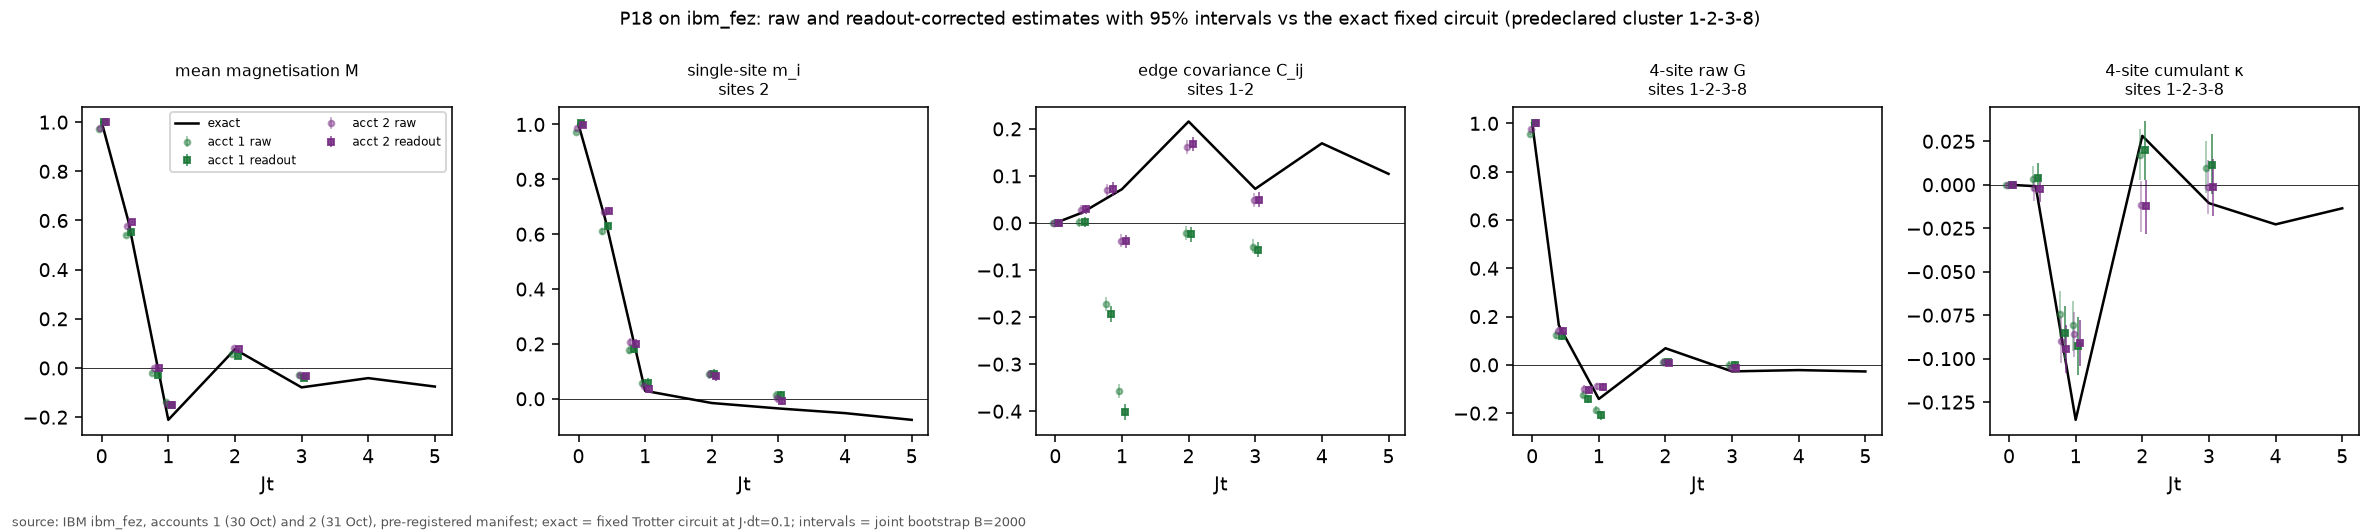 P18 on ibm_fez: raw and readout-corrected estimates with 95% intervals vs the exact fixed circuit (predeclared cluster 1-2-3-8)
mean magnetisation M
exact
acct 1 raw
acct 1 readout
acct 2 raw
acct 2 readout
1.0
0.8
0.6
0.4
0.2
0.0
−0.2
0 1 2 3 4 5
Jt
single-site m_i
sites 2
1.0
0.8
0.6
0.4
0.2
0.0
0 1 2 3 4 5
Jt
edge covariance C_ij
sites 1-2
0.2
0.1
0.0
−0.1
−0.2
−0.3
−0.4
0 1 2 3 4 5
Jt
4-site raw G
sites 1-2-3-8
1.0
0.8
0.6
0.4
0.2
0.0
−0.2
0 1 2 3 4 5
Jt
4-site cumulant κ
sites 1-2-3-8
0.025
0.000
−0.025
−0.050
−0.075
−0.100
−0.125
0 1 2 3 4 5
Jt
source: IBM ibm_fez, accounts 1 (30 Oct) and 2 (31 Oct), pre-registered manifest; exact = fixed Trotter circuit at J·dt=0.1; intervals = joint bootstrap B=2000